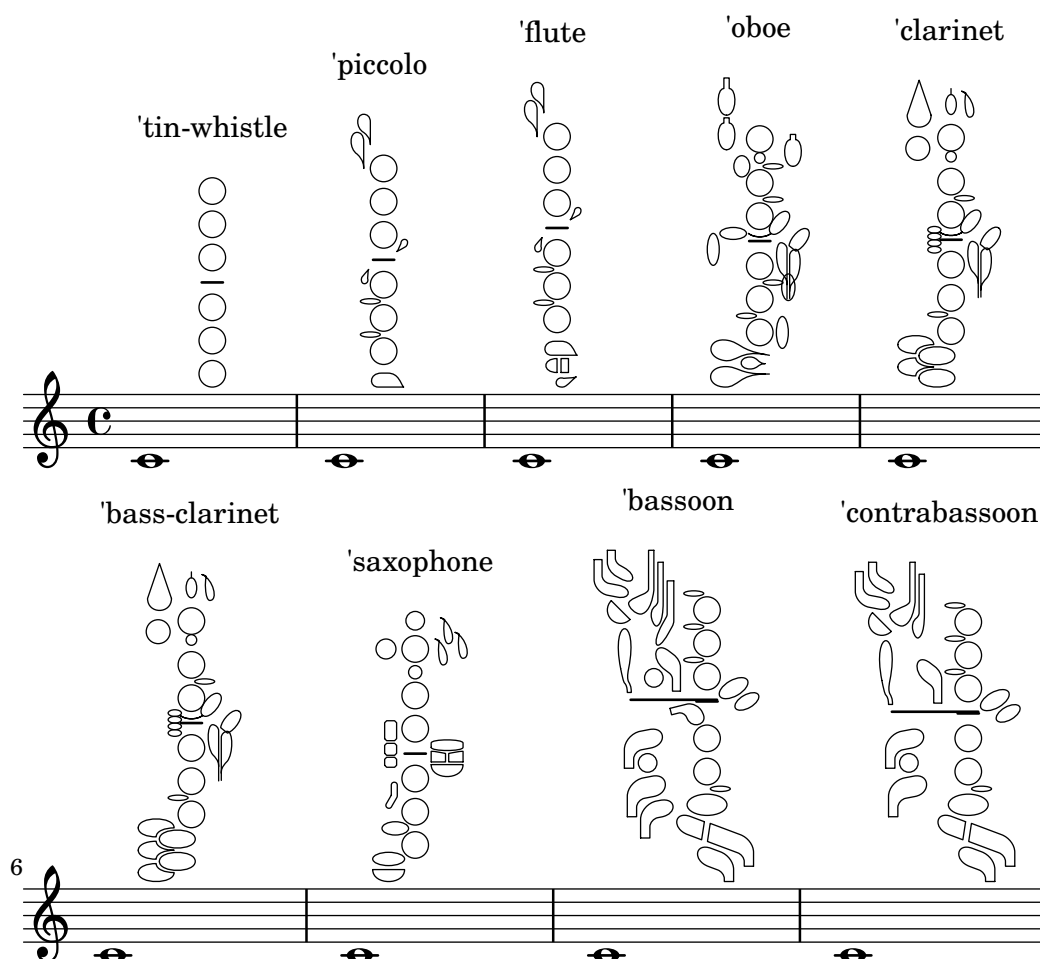 'tin-whistle
'piccolo
'flute
'oboe
'clarinet
'bass-clarinet
'saxophone
'bassoon
'contrabassoon
6